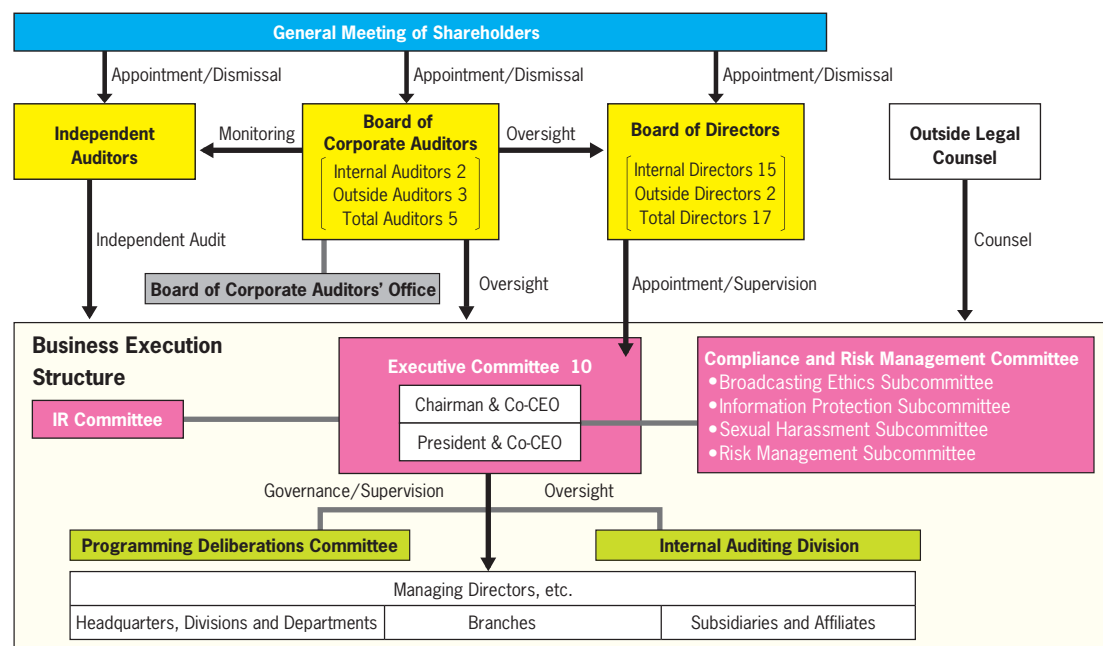 General Meeting of Shareholders
Appointment/Dismissal
Appointment/Dismissal
Appointment/Dismissal
Independent
Auditors
Monitoring
Board of
Corporate Auditors
Internal Auditors 2
Outside Auditors 3
Total Auditors 5
Oversight
Board of Directors
Internal Directors 15
Outside Directors 2
Total Directors 17
Outside Legal
Counsel
Independent Audit
Board of Corporate Auditors' Office
Oversight
Appointment/Supervision
Counsel
Business Execution
Structure
IR Committee
Executive Committee 10
Chairman & Co-CEO
President & Co-CEO
Compliance and Risk Management Committee
●Broadcasting Ethics Subcommittee
●Information Protection Subcommittee
●Sexual Harassment Subcommittee
●Risk Management Subcommittee
Governance/Supervision
Oversight
Programming Deliberations Committee
Internal Auditing Division
Managing Directors, etc.
Headquarters, Divisions and Departments
Branches
Subsidiaries and Affiliates